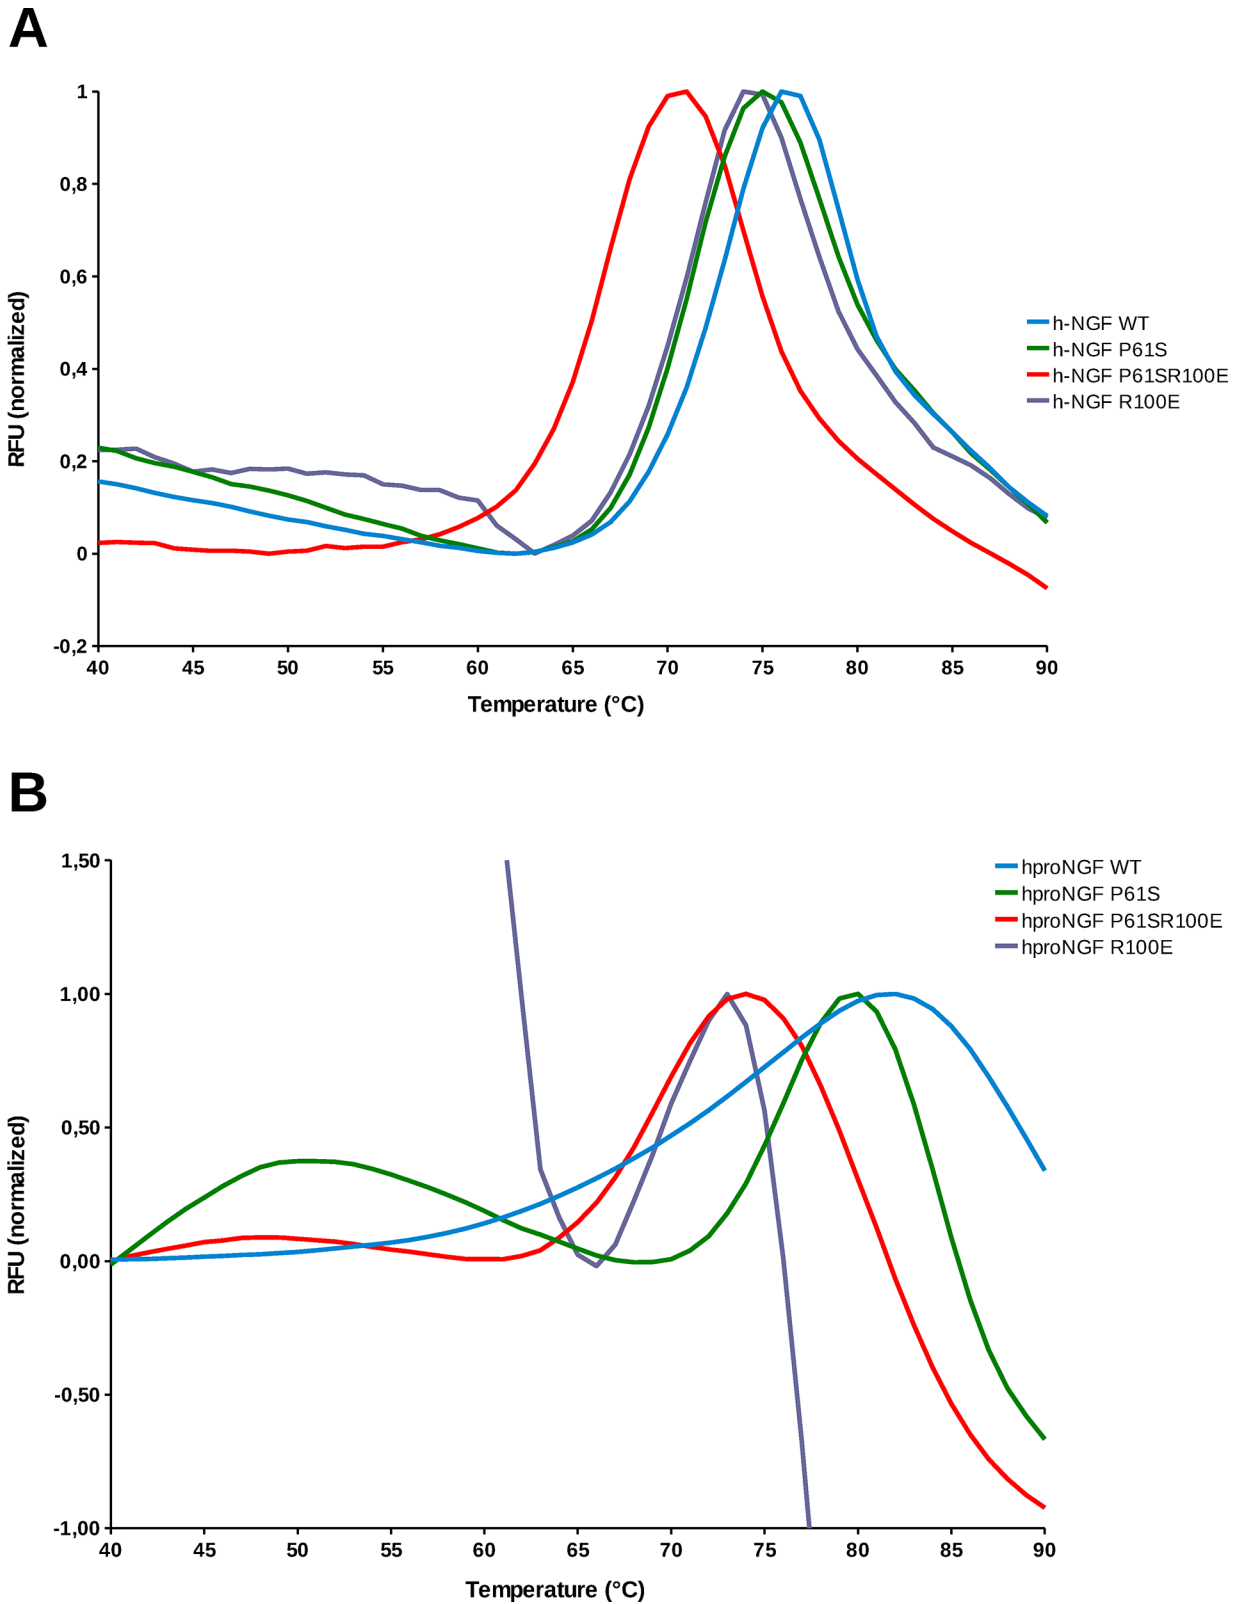 A
1
0,8
0,6
0,4
0,2
0
-0,2
RFU (normalized)
40 45 50 55 60 65 70 75 80 85 90
Temperature (°C)
h-NGF WT
h-NGF P61S
h-NGF P61SR100E
h-NGF R100E
B
1,50
1,00
0,50
0,00
-0,50
-1,00
RFU (normalized)
40 45 50 55 60 65 70 75 80 85 90
Temperature (°C)
hproNGF WT
hproNGF P61S
hproNGF P61SR100E
hproNGF R100E